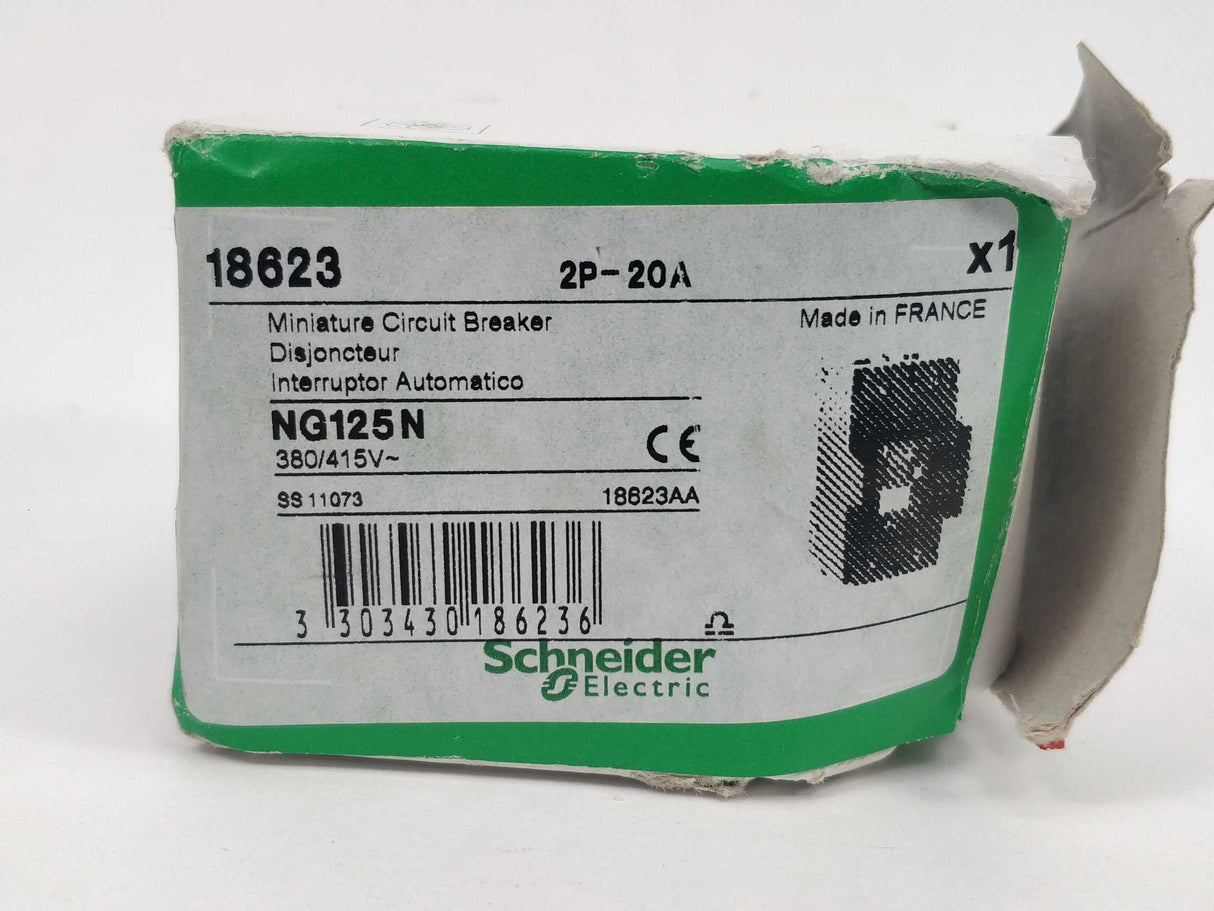 18623 2P-20A x1
Miniature Circuit Breaker Made in FRANCE
Disjoncteur
Interruptor Automatico
NG125N
380/415V~ CE
SS 11073 18623AA
3 303430 186236
Schneider
Electric